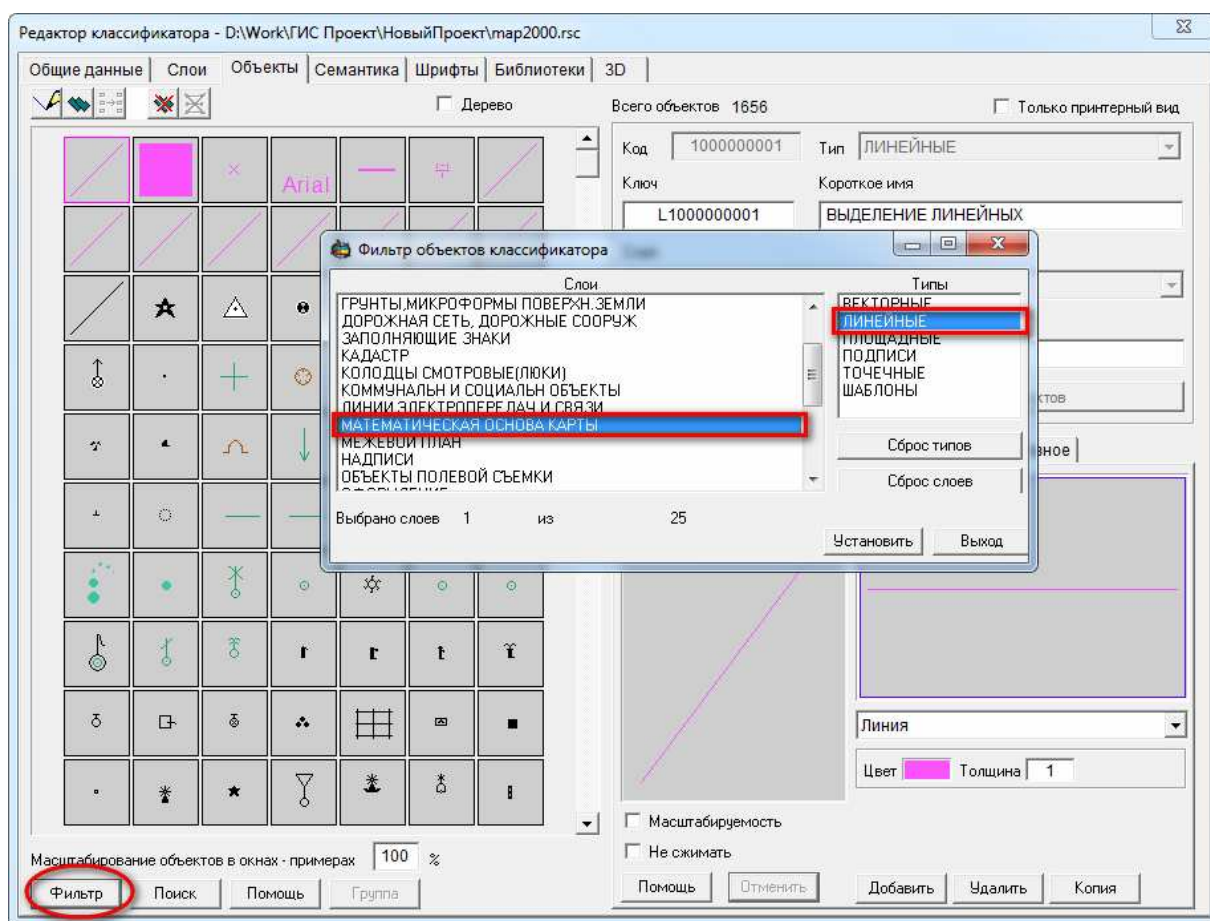 Редактор классификатора - D:\Work\ГИС Проект\НовыйПроект\map2000.rsc
Общие данные Слои Объекты Семантика Шрифты Библиотеки 3D
Дерево
Всего объектов 1656
Только принтерный вид
Код 1000000001 Тип ЛИНЕЙНЫЕ
Ключ Короткое имя
L1000000001 ВЫДЕЛЕНИЕ ЛИНЕЙНЫХ
Arial
Фильтр объектов классификатора
Слои Типы
ГРУНТЫ,МИКРОФОРМЫ ПОВЕРХН.ЗЕМЛИ
ДОРОЖНАЯ СЕТЬ, ДОРОЖНЫЕ СООРУЖ
ЗАПОЛНЯЮЩИЕ ЗНАКИ
КАДАСТР
КОЛОДЦЫ СМОТРОВЫЕ(ЛЮКИ)
КОММУНАЛЬН И СОЦИАЛЬН ОБЪЕКТЫ
ЛИНИИ ЭЛЕКТРОПЕРЕДАЧ И СВЯЗИ
МАТЕМАТИЧЕСКАЯ ОСНОВА КАРТЫ
МЕЖЕВОЙ ПЛАН
НАДПИСИ
ОБЪЕКТЫ ПОЛЕВОЙ СЪЕМКИ
ВЕКТОРНЫЕ
ЛИНЕЙНЫЕ
ПЛОЩАДНЫЕ
ПОДПИСИ
ТОЧЕЧНЫЕ
ШАБЛОНЫ
Сброс типов
Сброс слоев
Выбрано слоев 1 из 25
Установить Выход
Линия
Цвет Толщина 1
Масштабируемость
Не сжимать
Масштабирование объектов в окнах - примерах 100 %
Фильтр Поиск Помощь Группа
Помощь Отменить Добавить Удалить Копия